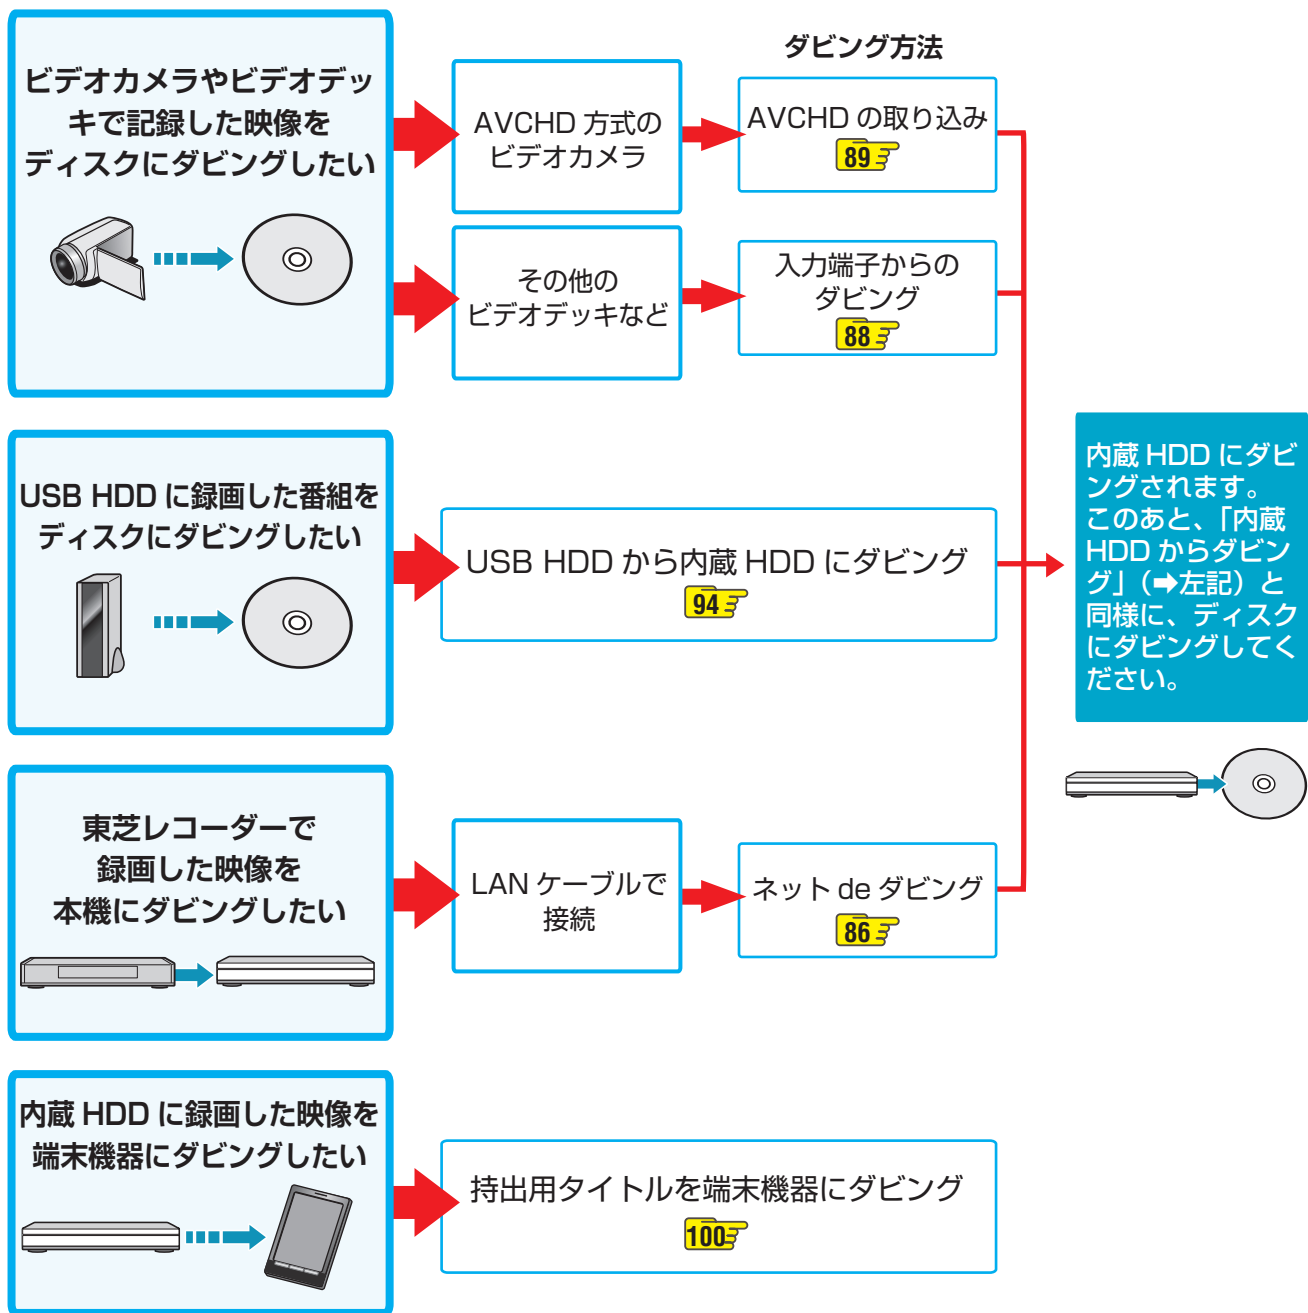 ダビング方法
ビデオカメラやビデオデッ
キで記録した映像を
ディスクにダビングしたい
AVCHD 方式の
ビデオカメラ
AVCHD の取り込み
89
その他の
ビデオデッキなど
入力端子からの
ダビング
88
USB HDD に録画した番組を
ディスクにダビングしたい
USB HDD から内蔵 HDD にダビング
94
内蔵 HDD にダビ
ングされます。
このあと、「内蔵
HDD からダビン
グ」（➡左記）と
同様に、ディスク
にダビングしてく
ださい。
東芝レコーダーで
録画した映像を
本機にダビングしたい
LAN ケーブルで
接続
ネット de ダビング
86
内蔵 HDD に録画した映像を
端末機器にダビングしたい
持出用タイトルを端末機器にダビング
100